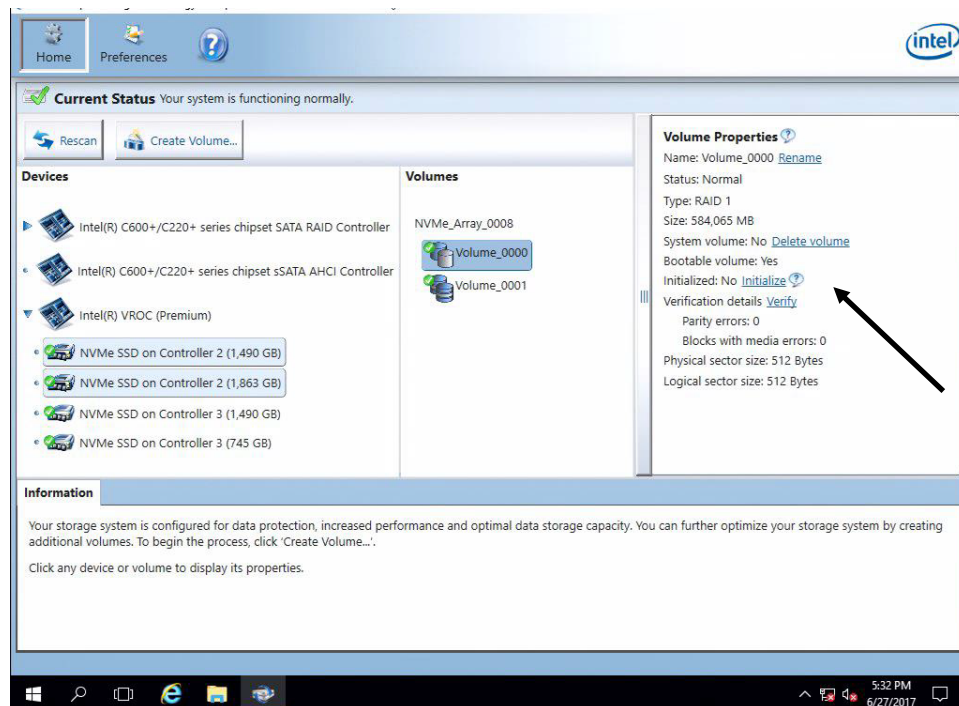 Home
Preferences
intel
Current Status Your system is functioning normally.
Rescan
Create Volume...
Devices
Intel(R) C600+/C220+ series chipset SATA RAID Controller
Intel(R) C600+/C220+ series chipset sSATA AHCI Controller
Intel(R) VROC (Premium)
NVMe SSD on Controller 2 (1,490 GB)
NVMe SSD on Controller 2 (1,863 GB)
NVMe SSD on Controller 3 (1,490 GB)
NVMe SSD on Controller 3 (745 GB)
Volumes
NVMe_Array_0008
Volume_0000
Volume_0001
Volume Properties
Name: Volume_0000 Rename
Status: Normal
Type: RAID 1
Size: 584,065 MB
System volume: No Delete volume
Bootable volume: Yes
Initialized: No Initialize
Verification details Verify
Parity errors: 0
Blocks with media errors: 0
Physical sector size: 512 Bytes
Logical sector size: 512 Bytes
Information
Your storage system is configured for data protection, increased performance and optimal data storage capacity. You can further optimize your storage system by creating
additional volumes. To begin the process, click 'Create Volume...'.
Click any device or volume to display its properties.
5:32 PM
6/27/2017